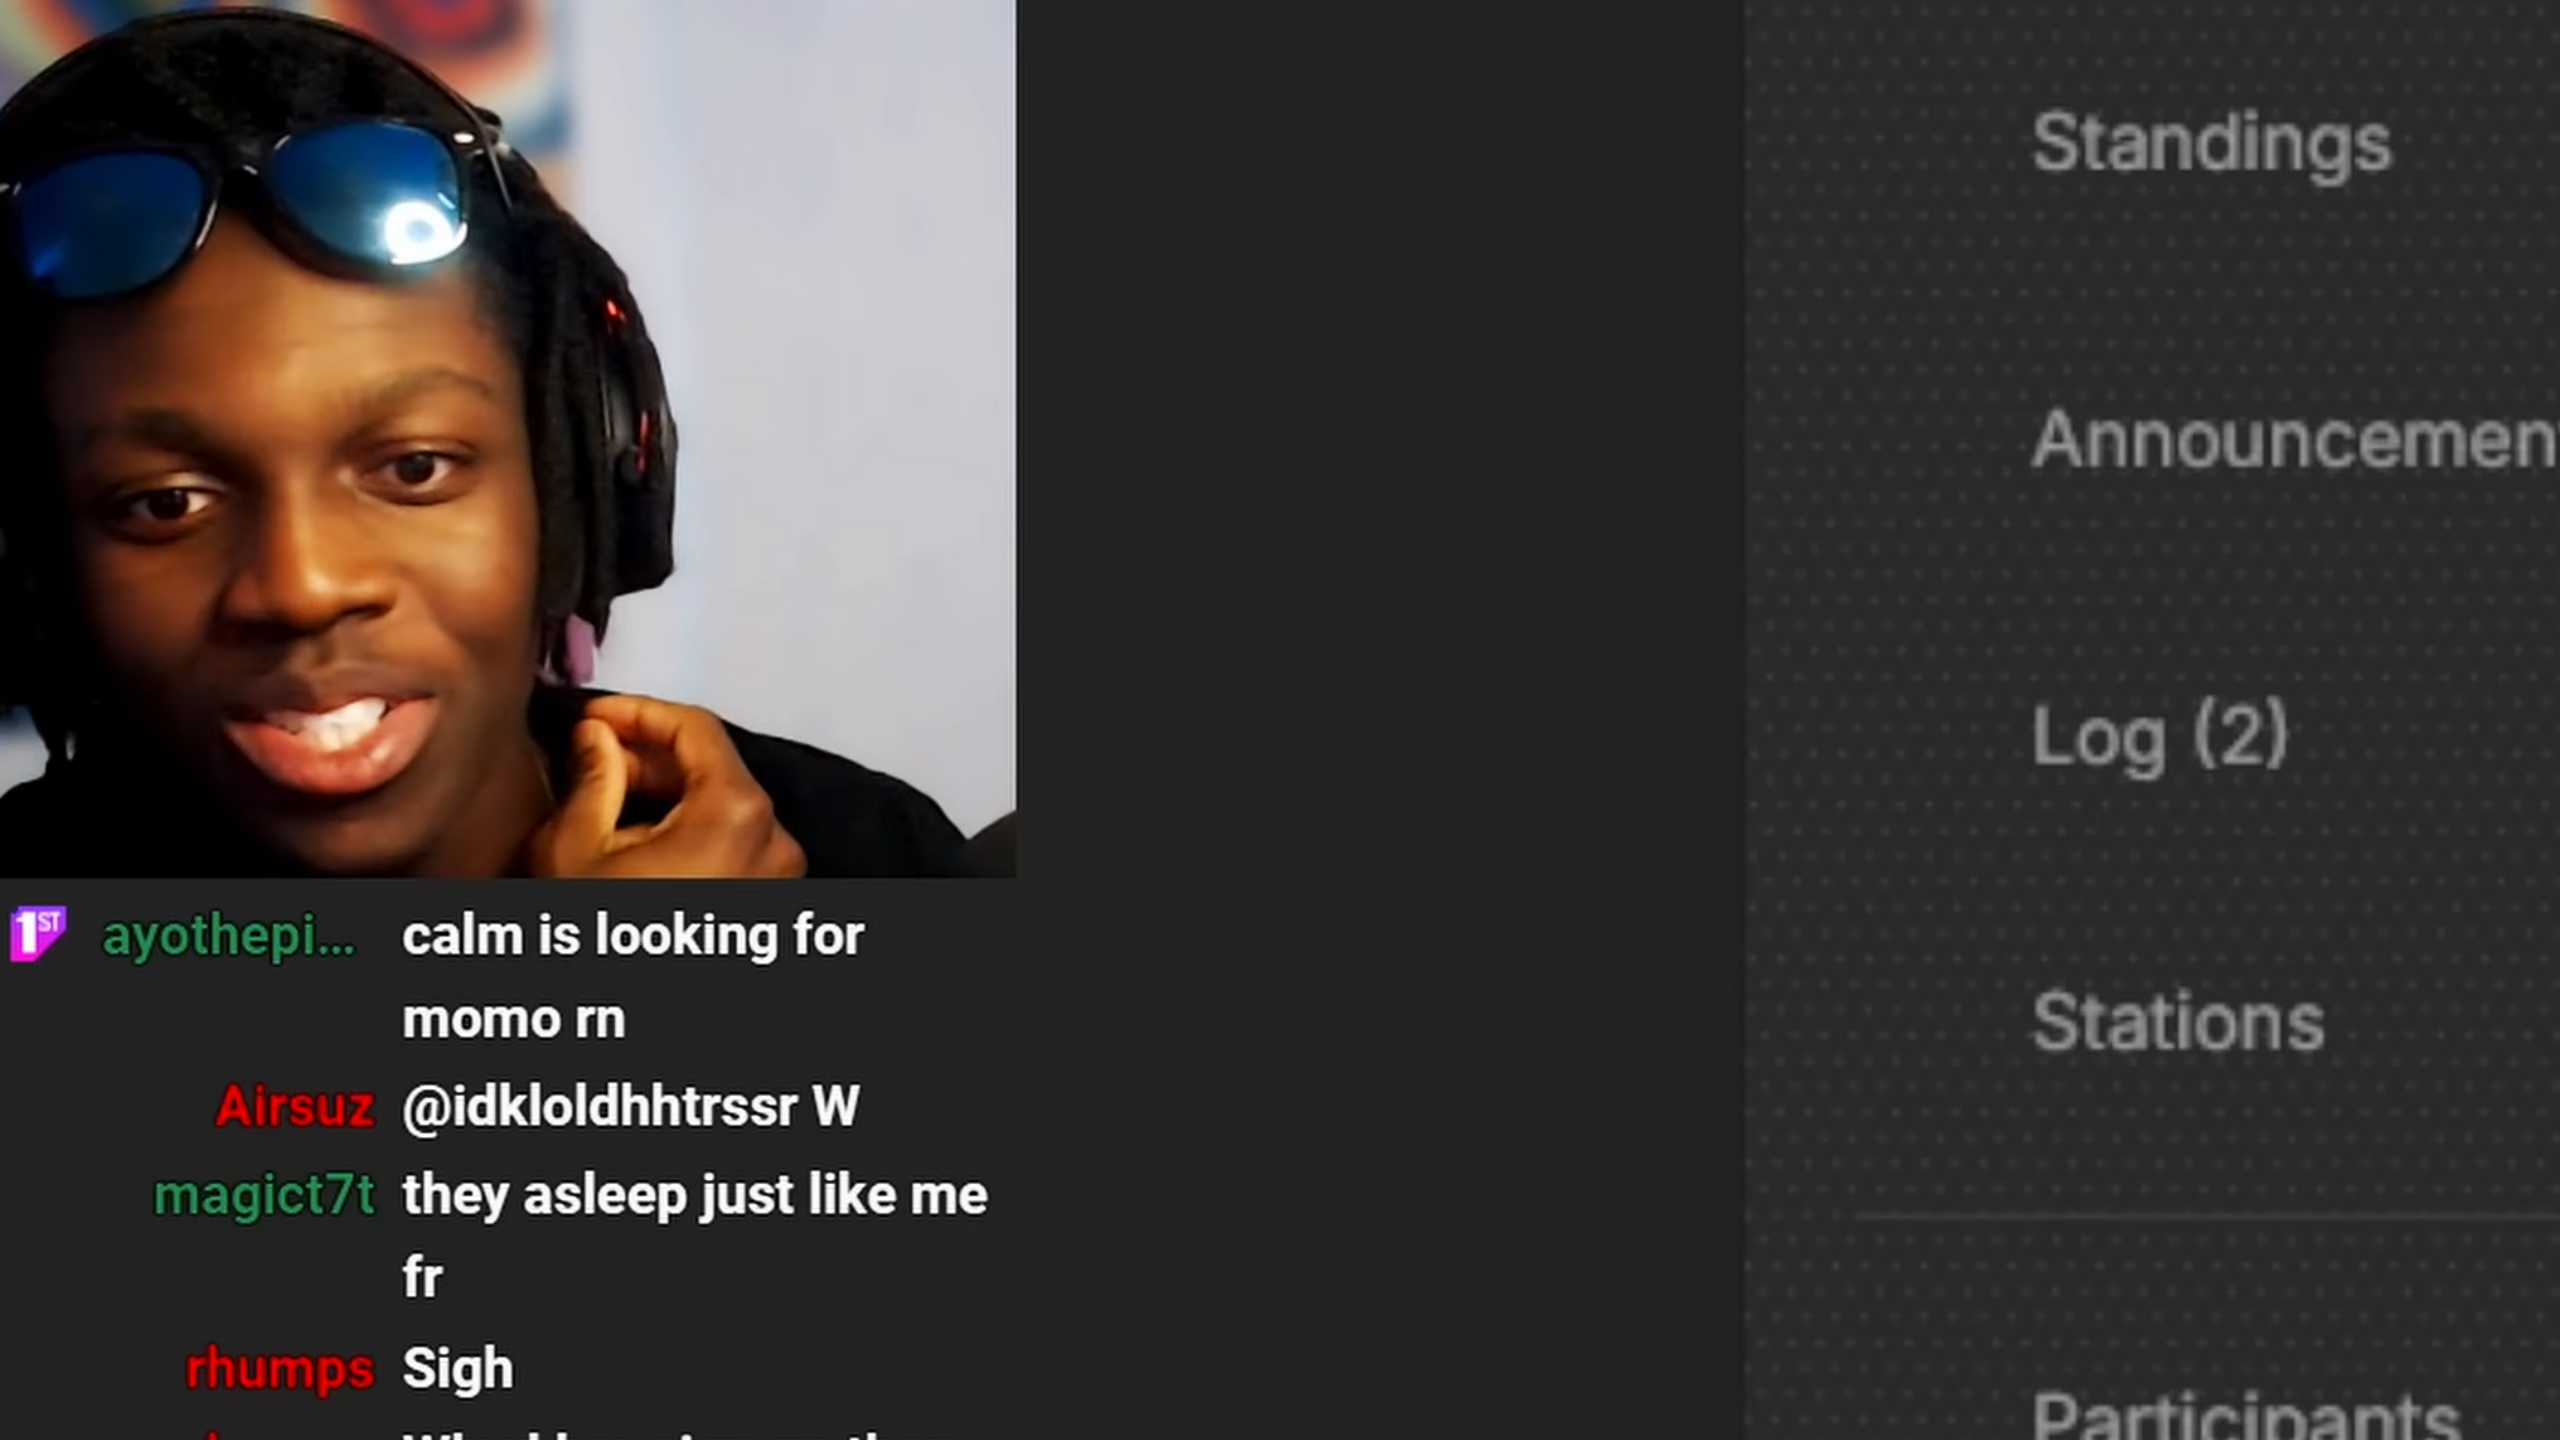 1ST ayothepi... calm is looking for
momo rn
Airsuz @idkloldhhtrssr W
magict7t they asleep just like me
fr
rhumps Sigh
Standings
Announcemen
Log (2)
Stations
Participants